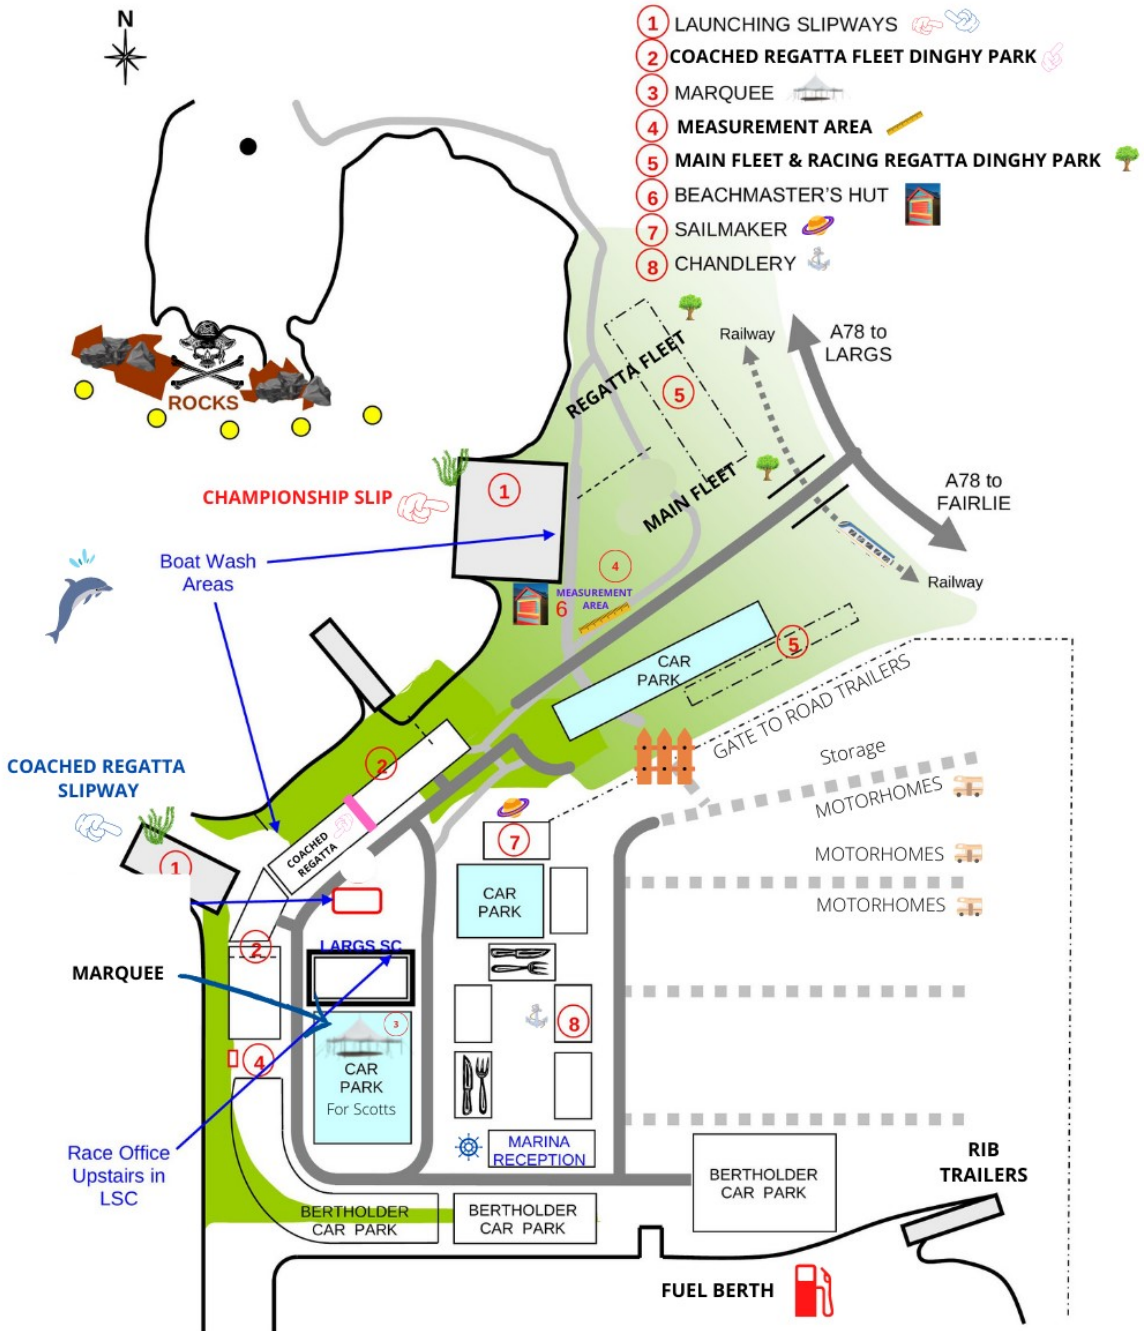 N
1 LAUNCHING SLIPWAYS
2 COACHED REGATTA FLEET DINGHY PARK
3 MARQUEE
4 MEASUREMENT AREA
5 MAIN FLEET & RACING REGATTA DINGHY PARK
6 BEACHMASTER'S HUT
7 SAILMAKER
8 CHANDLERY
Railway
A78 to
LARGS
REGATTA FLEET
5
ROCKS
MAIN FLEET
A78 to
FAIRLIE
CHAMPIONSHIP SLIP
1
Boat Wash
Areas
4
MEASUREMENT
AREA
6
Railway
CAR
PARK
5
GATE TO ROAD TRAILERS
Storage
MOTORHOMES
COACHED REGATTA
SLIPWAY
2
COACHED
REGATTA
1
7
MOTORHOMES
MOTORHOMES
CAR
PARK
2
LARGS SC
MARQUEE
3
8
CAR
PARK
For Scotts
4
Race Office
Upstairs in
LSC
MARINA
RECEPTION
BERTHOLDER
CAR PARK
RIB
TRAILERS
BERTHOLDER
CAR PARK
BERTHOLDER
CAR PARK
FUEL BERTH